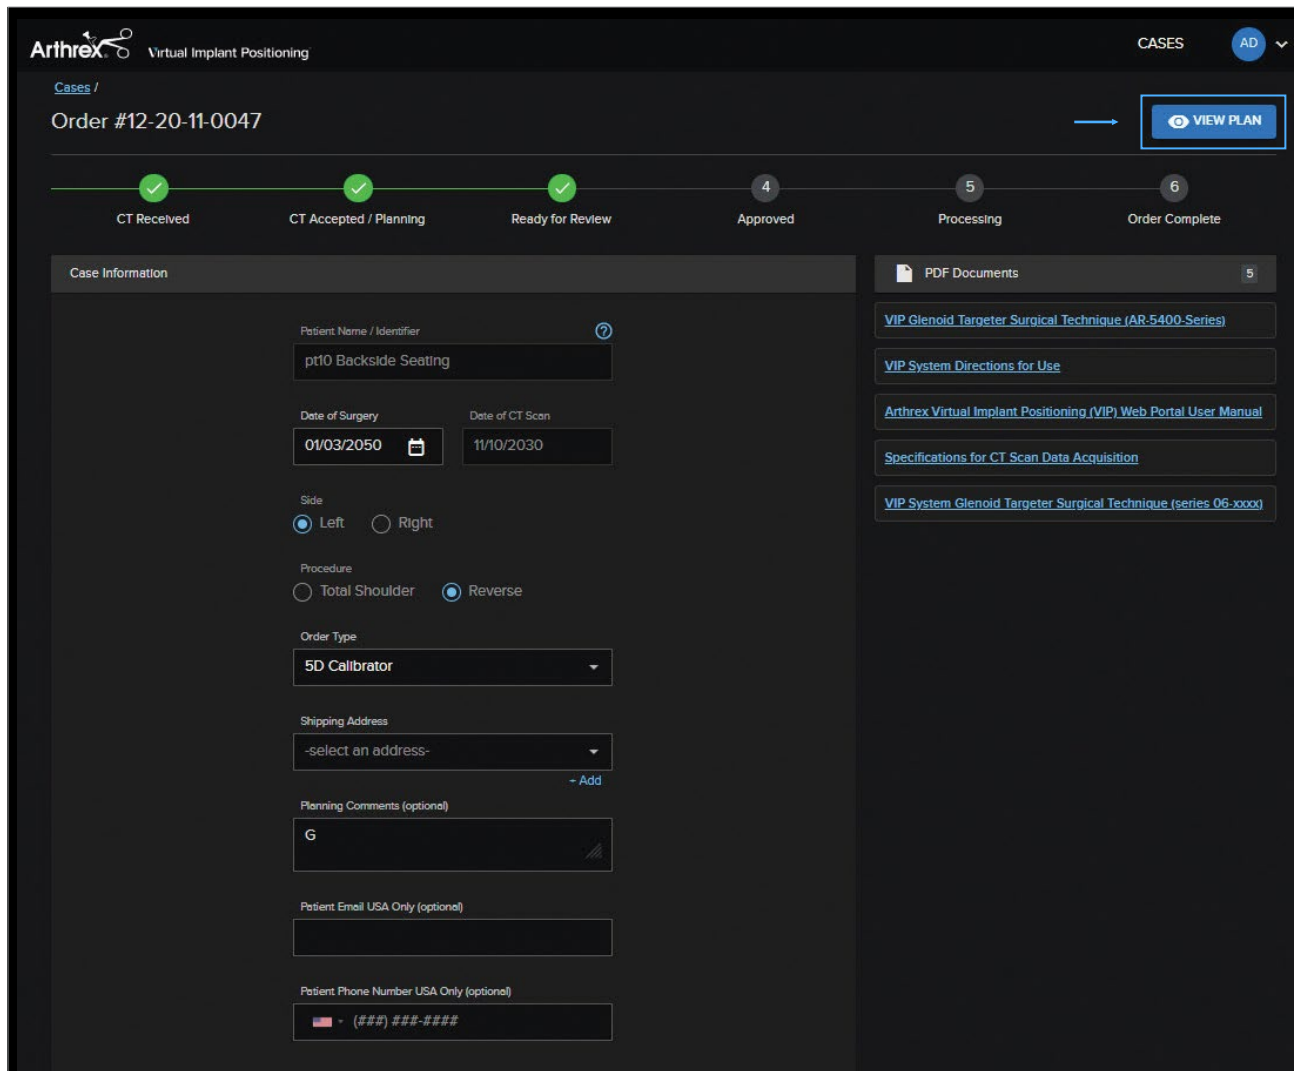 Arthrex Virtual Implant Positioning
CASES
AD
Cases /
Order #12-20-11-0047
VIEW PLAN
4
5
6
CT Received
CT Accepted / Planning
Ready for Review
Approved
Processing
Order Complete
Case Information
Patient Name / Identifier
?
pt10 Backside Seating
Date of Surgery
Date of CT Scan
01/03/2050
11/10/2030
Side
Left
Right
Procedure
Total Shoulder
Reverse
Order Type
5D Calibrator
Shipping Address
-select an address-
+ Add
Planning Comments (optional)
G
Patient Email USA Only (optional)
Patient Phone Number USA Only (optional)
(###) ###-####
PDF Documents
5
VIP Glenoid Targeter Surgical Technique (AR-5400-Series)
VIP System Directions for Use
Arthrex Virtual Implant Positioning (VIP) Web Portal User Manual
Specifications for CT Scan Data Acquisition
VIP System Glenoid Targeter Surgical Technique (series 06-xxxx)